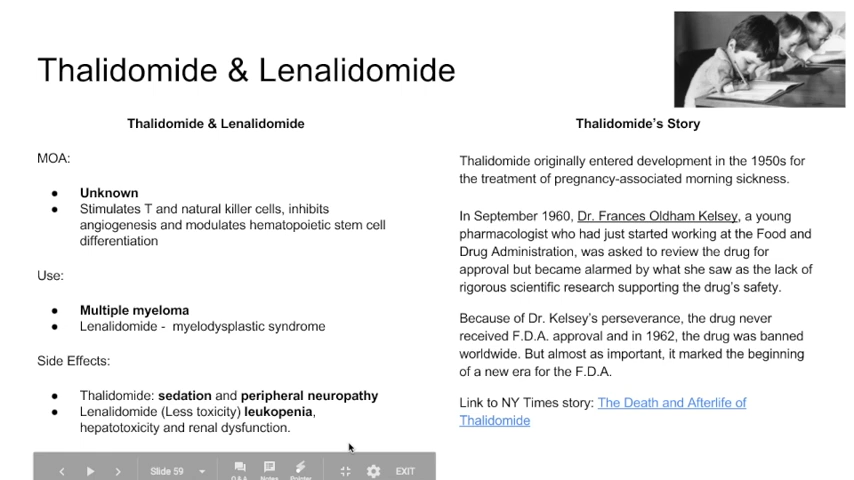 Thalidomide & Lenalidomide
Thalidomide & Lenalidomide
MOA:
● Unknown
● Stimulates T and natural killer cells, inhibits
angiogenesis and modulates hematopoietic stem cell
differentiation
Use:
● Multiple myeloma
● Lenalidomide - myelodysplastic syndrome
Side Effects:
● Thalidomide: sedation and peripheral neuropathy
● Lenalidomide (Less toxicity) leukopenia,
hepatotoxicity and renal dysfunction.
Thalidomide's Story
Thalidomide originally entered development in the 1950s for
the treatment of pregnancy-associated morning sickness.
In September 1960, Dr. Frances Oldham Kelsey, a young
pharmacologist who had just started working at the Food and
Drug Administration, was asked to review the drug for
approval but became alarmed by what she saw as the lack of
rigorous scientific research supporting the drug's safety.
Because of Dr. Kelsey's perseverance, the drug never
received F.D.A. approval and in 1962, the drug was banned
worldwide. But almost as important, it marked the beginning
of a new era for the F.D.A.
Link to NY Times story: The Death and Afterlife of
Thalidomide
Slide 59
Q&A Notes Pointer
EXIT